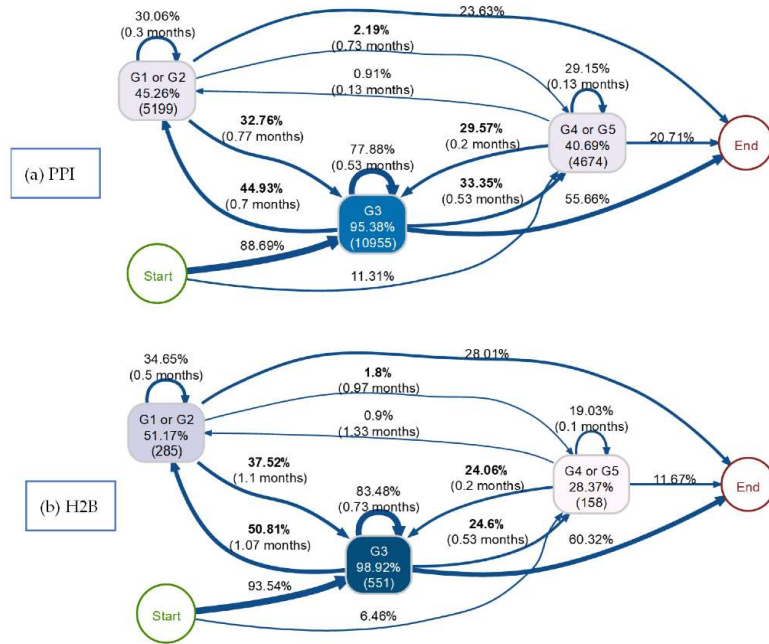 30.06%
(0.3 months)
23.63%
2.19%
(0.73 months)
0.91%
(0.13 months)
29.15%
(0.13 months)
G1 or G2
45.26%
(5199)
32.76%
(0.77 months)
29.57%
(0.2 months)
G4 or G5
40.69%
(4674)
20.71%
End
(a) PPI
77.88%
(0.53 months)
44.93%
(0.7 months)
33.35%
(0.53 months)
55.66%
G3
95.38%
(10955)
88.69%
Start
11.31%
34.65%
(0.5 months)
28.01%
1.8%
(0.97 months)
0.9%
(1.33 months)
19.03%
(0.1 months)
G1 or G2
51.17%
(285)
37.52%
(1.1 months)
24.06%
(0.2 months)
G4 or G5
28.37%
(158)
11.67%
End
(b) H2B
83.48%
(0.73 months)
50.81%
(1.07 months)
24.6%
(0.53 months)
60.32%
G3
98.92%
(551)
93.54%
Start
6.46%